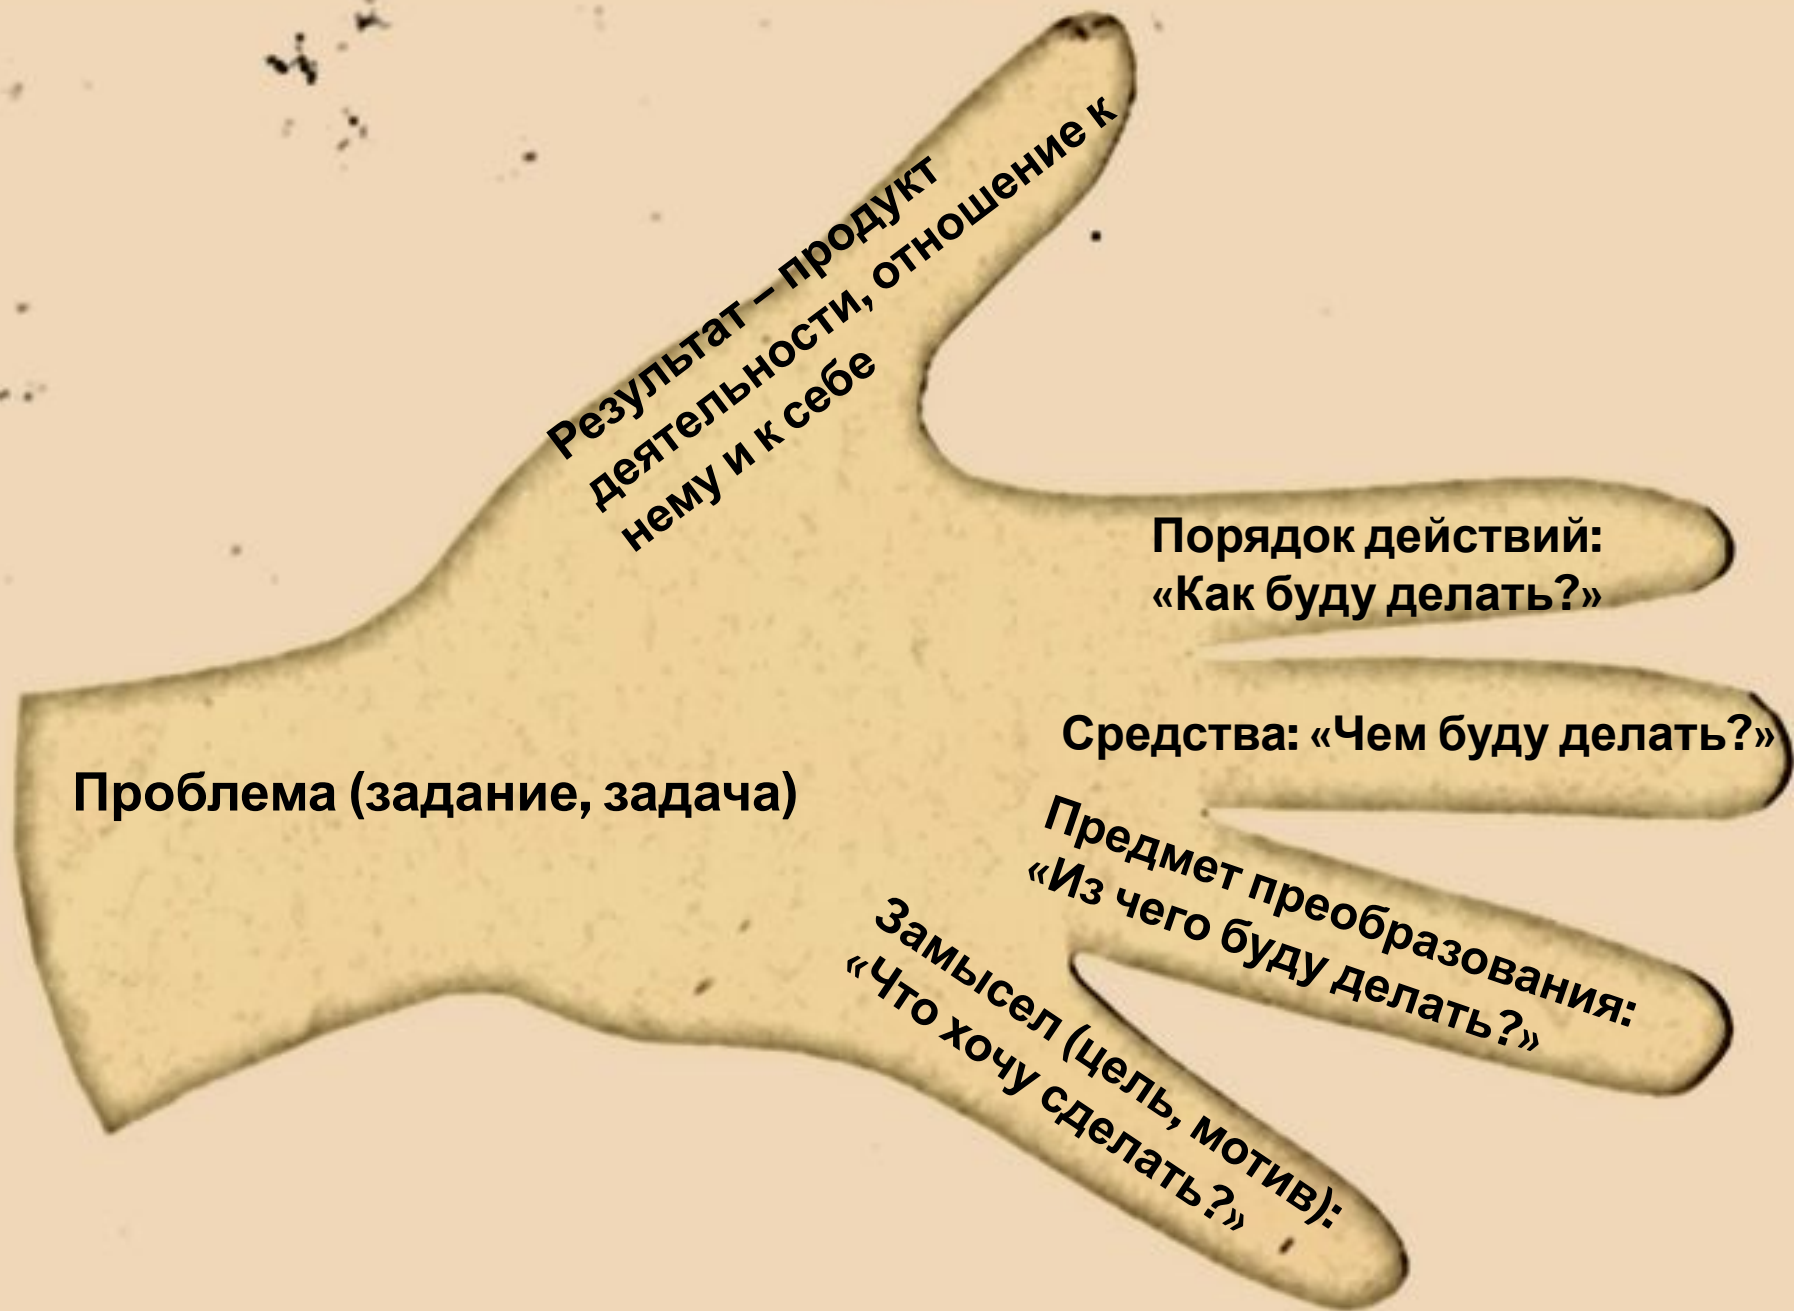 Результат – продукт
деятельности, отношение к
нему и к себе
Порядок действий:
«Как буду делать?»
Средства: «Чем буду делать?»
Проблема (задание, задача)
Предмет преобразования:
«Из чего буду делать?»
Замысел (цель, мотив):
«Что хочу сделать?»